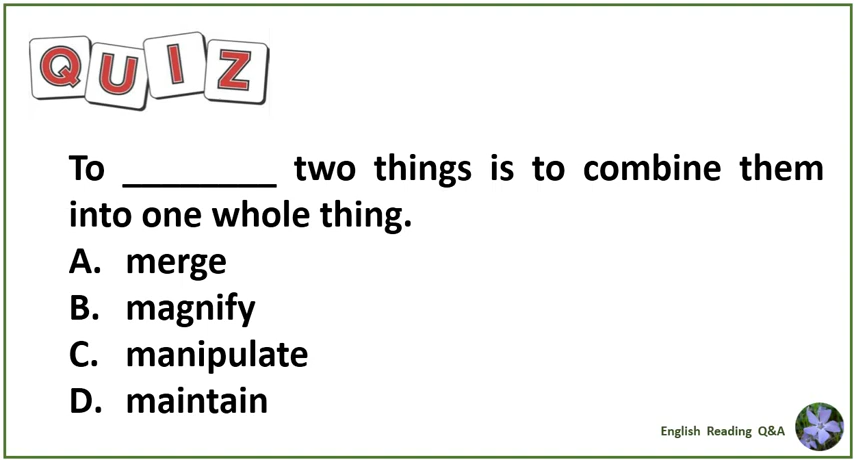 QUIZ
To ________ two things is to combine them
into one whole thing.
A. merge
B. magnify
C. manipulate
D. maintain
English Reading Q&A